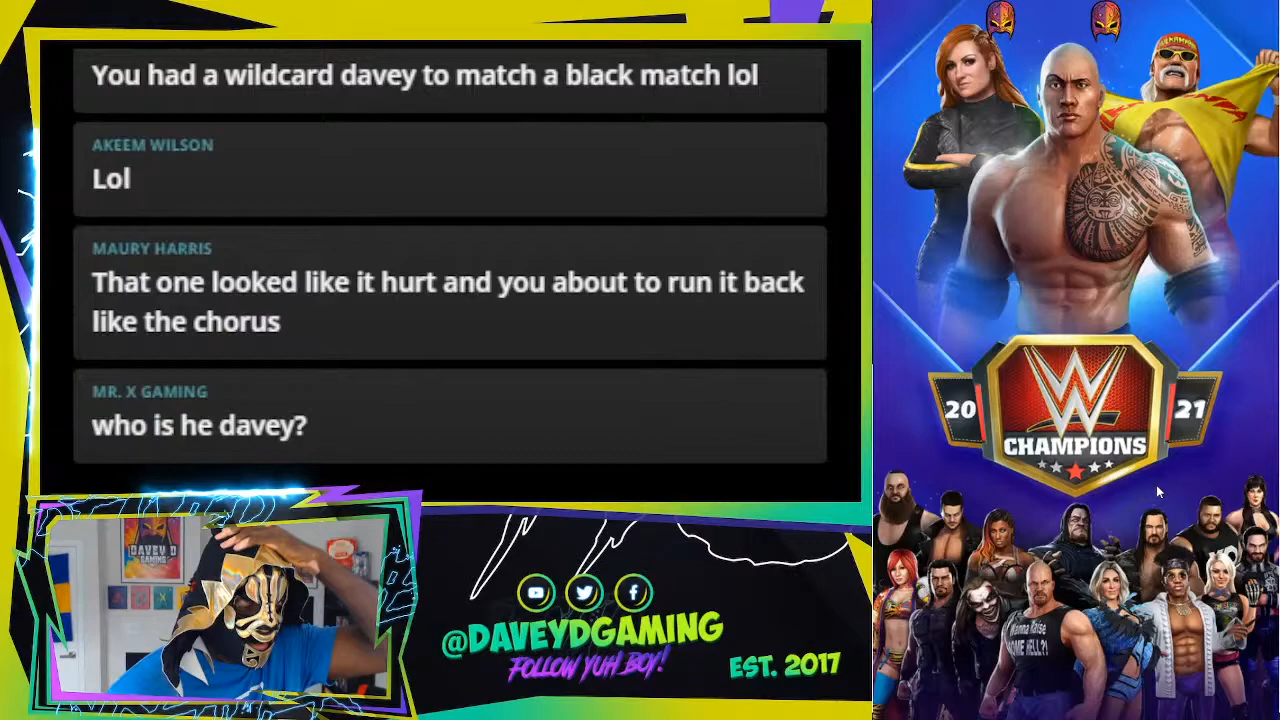 You had a wildcard davey to match a black match lol
AKEEM WILSON
Lol
MAURY HARRIS
That one looked like it hurt and you about to run it back
like the chorus
MR. X GAMING
who is he davey?
DAVEY D
GAMING
@DAVEYDGAMING
FOLLOW YUH BOY!
EST. 2017
20
21
W
CHAMPIONS